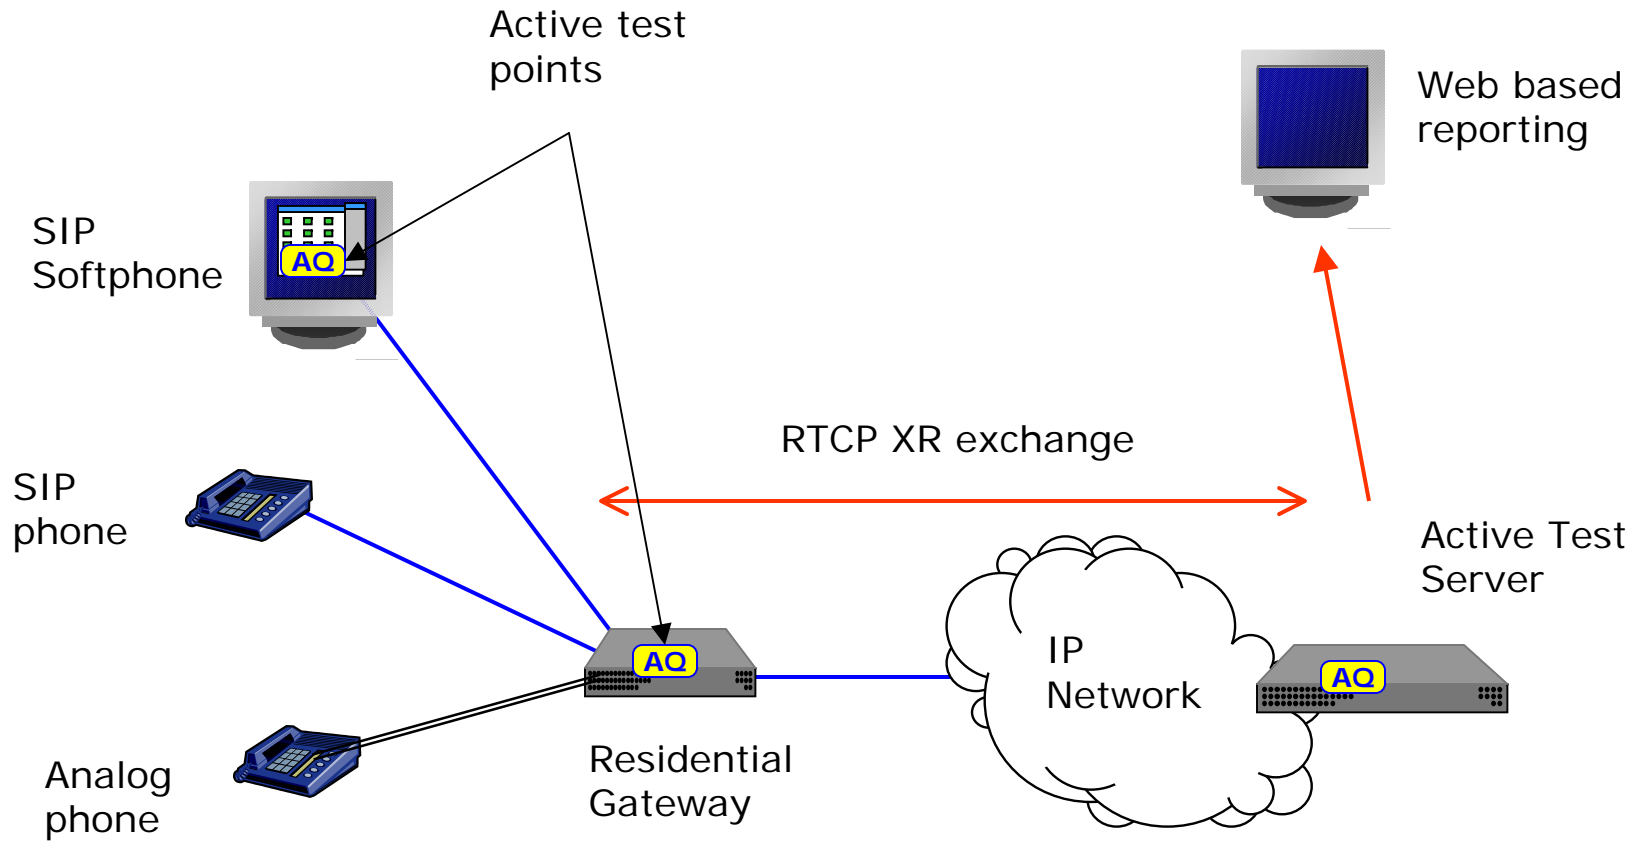 Active test
points
Web based
reporting
SIP
Softphone
AQ
RTCP XR exchange
SIP
phone
Active Test
Server
IP
Network
AQ
AQ
Residential
Gateway
Analog
phone